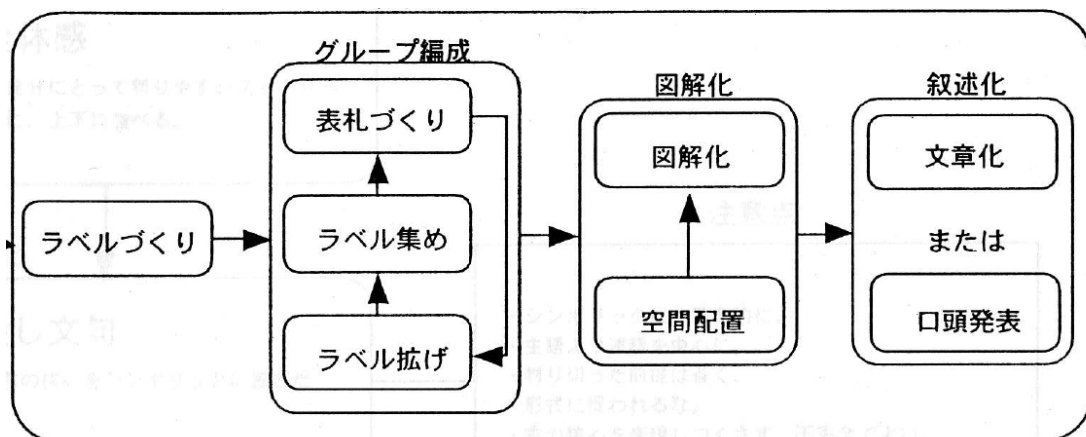 グループ編成
表札づくり
ラベル集め
ラベル拡げ
ラベルづくり
図解化
図解化
空間配置
叙述化
文章化
または
口頭発表